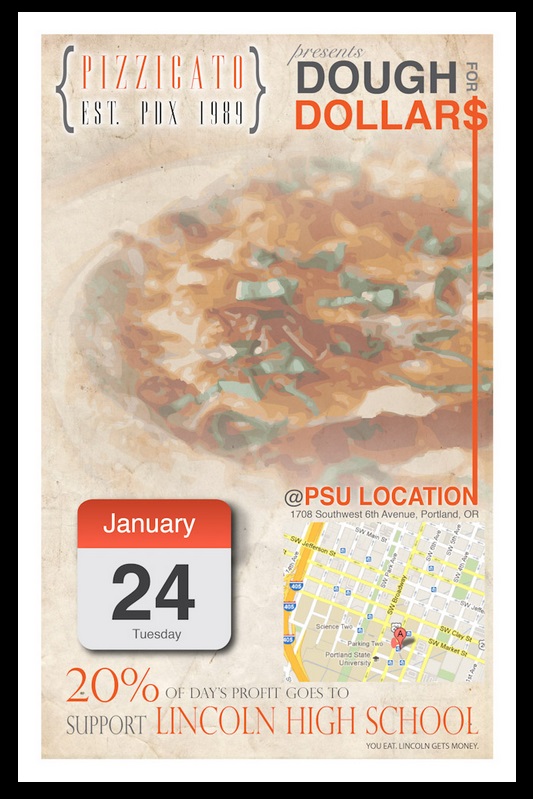 {PIZZICATO}
EST. PDX 1989
presents
DOUGH FOR
DOLLAR$
@PSU LOCATION
1708 Southwest 6th Avenue, Portland, OR
January
24
Tuesday
SW Main St
SW Jefferson St
SW Broadway
SW Clay St
SW Market St
405
405
Science Two
Parking Two
Portland State
University
A
20% OF DAY'S PROFIT GOES TO
SUPPORT LINCOLN HIGH SCHOOL
YOU EAT. LINCOLN GETS MONEY.